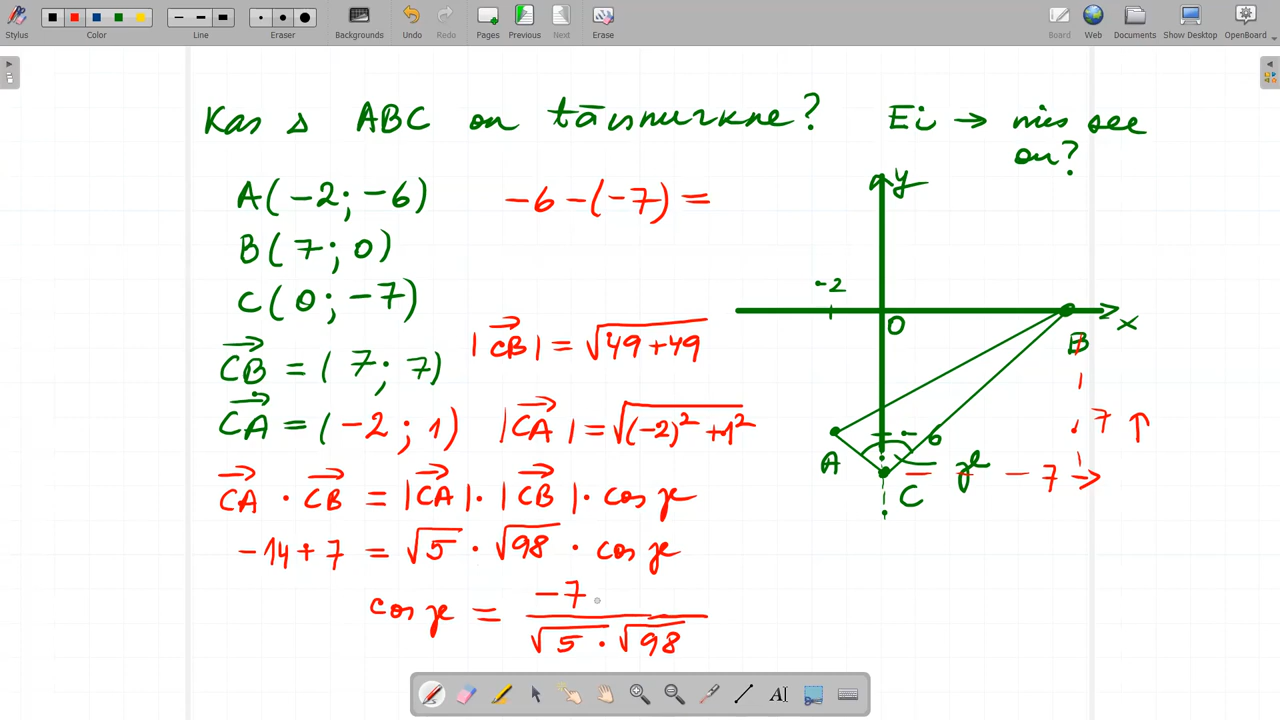 Stylus Color Line Eraser Backgrounds Undo Redo Pages Previous Next Erase Board Web Documents Show Desktop OpenBoard
Kas △ ABC on täisnurkne? Ei → mis see
on?
A(-2; -6) -6-(-7) =
B(7; 0)
C(0; -7)
y
-2
0
x
B
|CB| = √49+49
CB = (7; 7)
CA = (-2; 1) |CA| = √(-2)²+1²
7 ↑
-6
A
C
γ
-7 →
CA · CB = |CA| · |CB| · cos γ
-14+7 = √5 · √98 · cos γ
cos γ = -7
√5 · √98